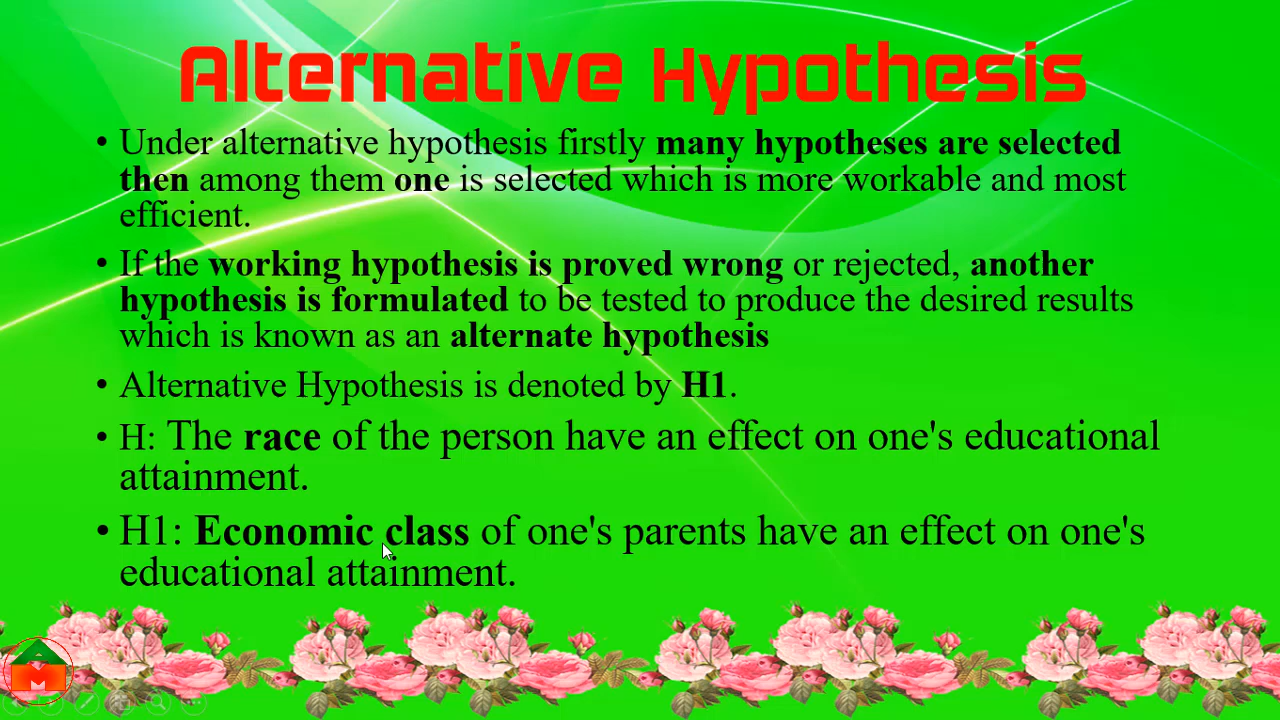 Alternative Hypothesis
• Under alternative hypothesis firstly many hypotheses are selected
then among them one is selected which is more workable and most
efficient.
• If the working hypothesis is proved wrong or rejected, another
hypothesis is formulated to be tested to produce the desired results
which is known as an alternate hypothesis
• Alternative Hypothesis is denoted by H1.
• H: The race of the person have an effect on one's educational
attainment.
• H1: Economic class of one's parents have an effect on one's
educational attainment.
M